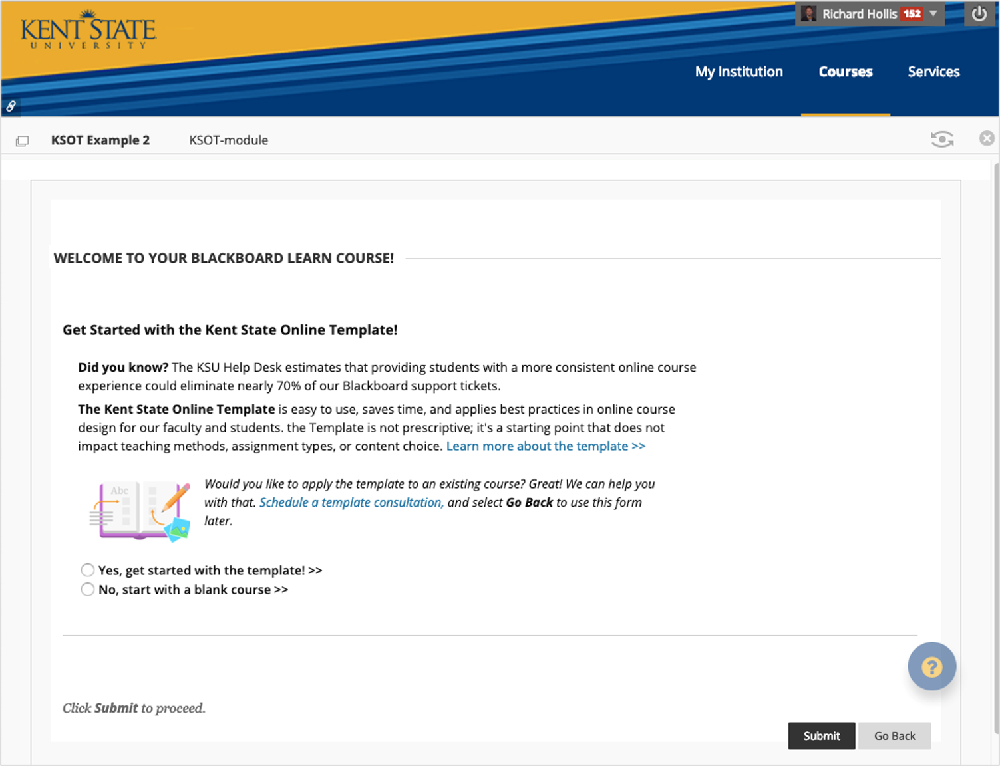 KENT STATE
UNIVERSITY
Richard Hollis 152
My Institution
Courses
Services
KSOT Example 2
KSOT-module
WELCOME TO YOUR BLACKBOARD LEARN COURSE!
Get Started with the Kent State Online Template!
Did you know? The KSU Help Desk estimates that providing students with a more consistent online course
experience could eliminate nearly 70% of our Blackboard support tickets.
The Kent State Online Template is easy to use, saves time, and applies best practices in online course
design for our faculty and students. the Template is not prescriptive; it's a starting point that does not
impact teaching methods, assignment types, or content choice. Learn more about the template >>
Abc
Would you like to apply the template to an existing course? Great! We can help you
with that. Schedule a template consultation, and select Go Back to use this form
later.
Yes, get started with the template! >>
No, start with a blank course >>
?
Click Submit to proceed.
Submit
Go Back